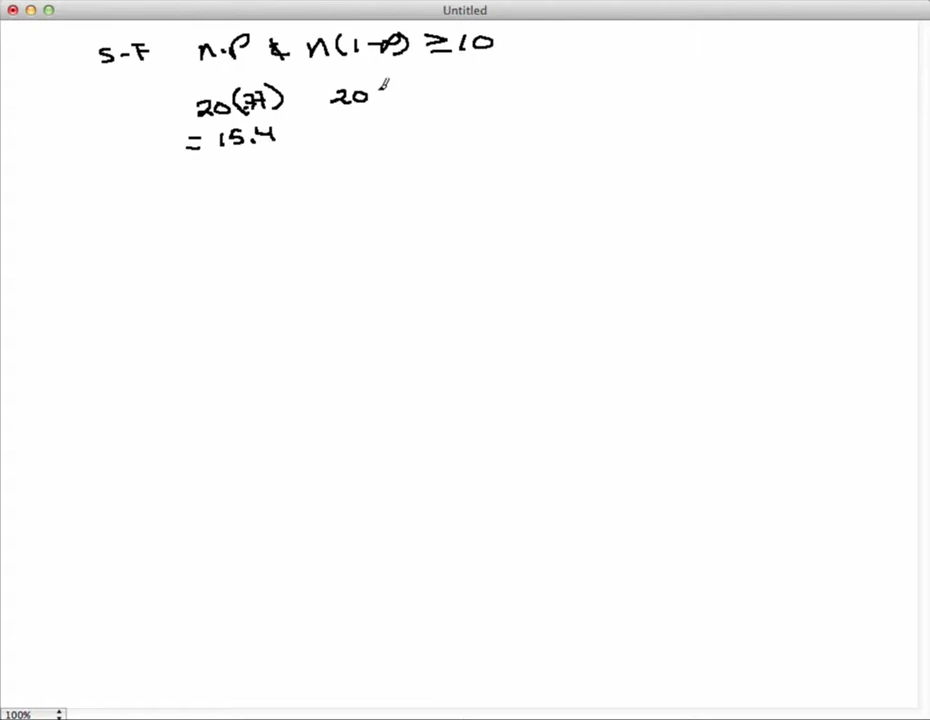 Untitled
S-F n.P & n(1-P) ≥10
20(.77) 20
= 15.4
100%